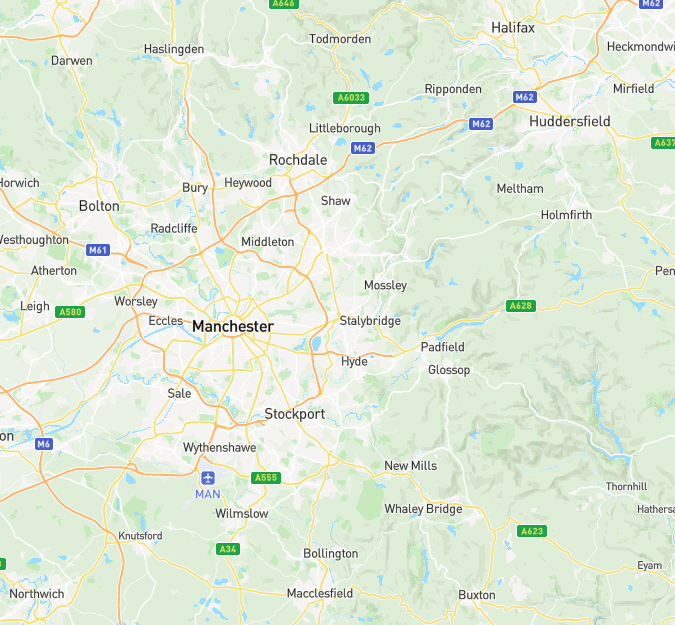 A646
M62
Halifax
Todmorden
Haslingden
Heckmondwi
Darwen
Ripponden
Mirfield
A6033
M62
Huddersfield
M62
Littleborough
A637
M62
Rochdale
Horwich
Bury
Heywood
Meltham
Shaw
Bolton
Holmfirth
Radcliffe
Westhoughton
Middleton
M61
Atherton
Pen
Mossley
Worsley
Leigh
A628
A580
Eccles
Manchester
Stalybridge
Padfield
Hyde
Glossop
Sale
Stockport
on
M6
Wythenshawe
New Mills
A555
Thornhill
MAN
Whaley Bridge
Hathersa
Wilmslow
A623
Knutsford
A34
Bollington
Eyam
Northwich
Macclesfield
Buxton